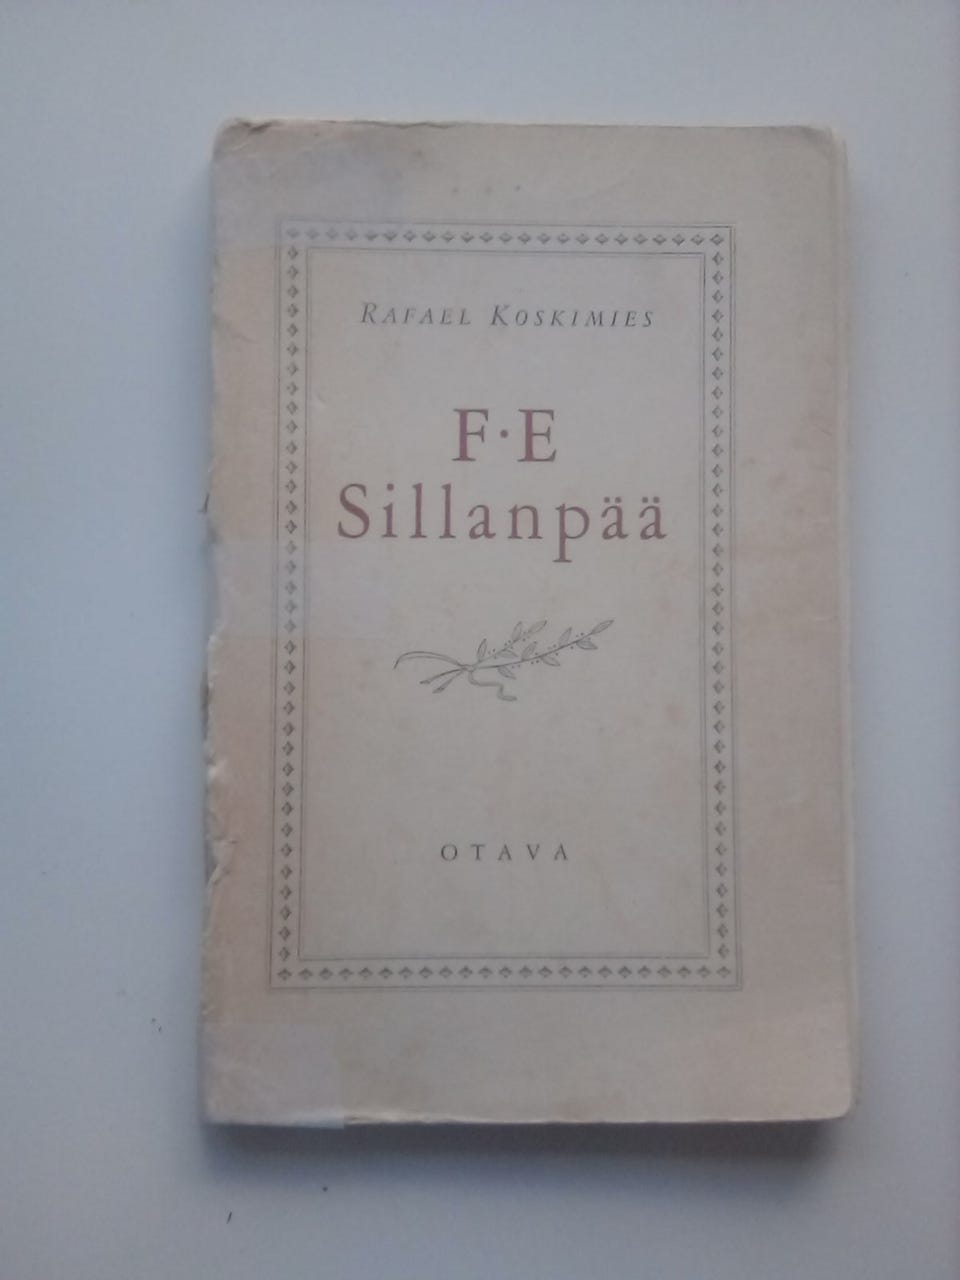 RAFAEL KOSKIMIES
F·E
Sillanpää
OTAVA